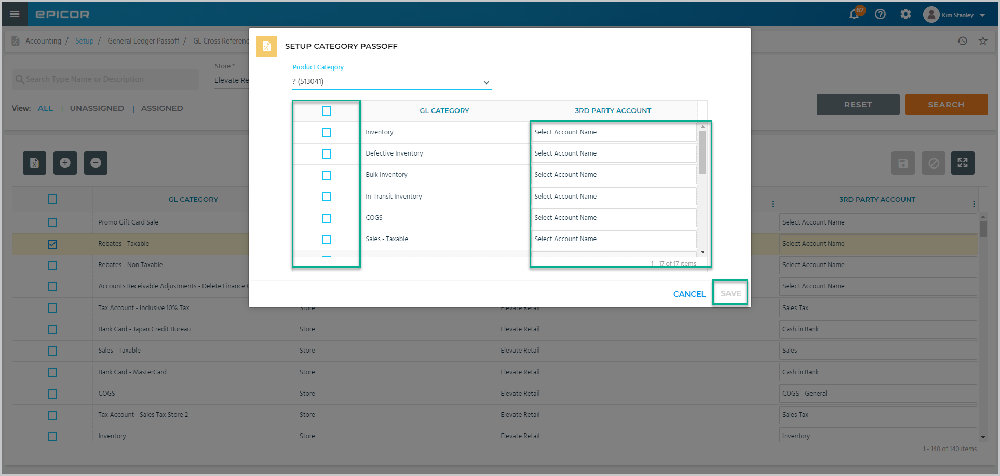 EPICOR
62
Kim Stanley
Accounting / Setup / General Ledger Passoff / GL Cross Referenc
SETUP CATEGORY PASSOFF
Search Type Name or Description
Store *
Elevate Re
Product Category
? (513041)
View: ALL | UNASSIGNED | ASSIGNED
RESET
SEARCH
GL CATEGORY 3RD PARTY ACCOUNT
Inventory Select Account Name
Defective Inventory Select Account Name
Bulk Inventory Select Account Name
In-Transit Inventory Select Account Name
COGS Select Account Name
Sales - Taxable Select Account Name
1 - 17 of 17 items
CANCEL SAVE
GL CATEGORY 3RD PARTY ACCOUNT
Promo Gift Card Sale Select Account Name
Rebates - Taxable Select Account Name
Rebates - Non Taxable Select Account Name
Accounts Receivable Adjustments - Delete Finance C Select Account Name
Tax Account - Inclusive 10% Tax Store Elevate Retail Sales Tax
Bank Card - Japan Credit Bureau Store Elevate Retail Cash in Bank
Sales - Taxable Store Elevate Retail Sales
Bank Card - MasterCard Store Elevate Retail Cash in Bank
COGS Store Elevate Retail COGS - General
Tax Account - Sales Tax Store 2 Store Elevate Retail Sales Tax
Inventory Store Elevate Retail Inventory
1 - 140 of 140 items